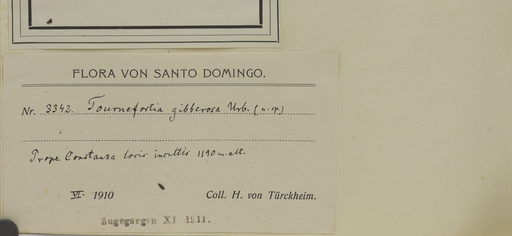 FLORA VON SANTO DOMINGO.
Nr. 3342. Tournefortia gibberosa Urb. (n. sp.)
Prope Constanza locis incultis 1190 m. alt.
VI. 1910 Coll. H. von Türckheim.
Zugegangen XI 1911.